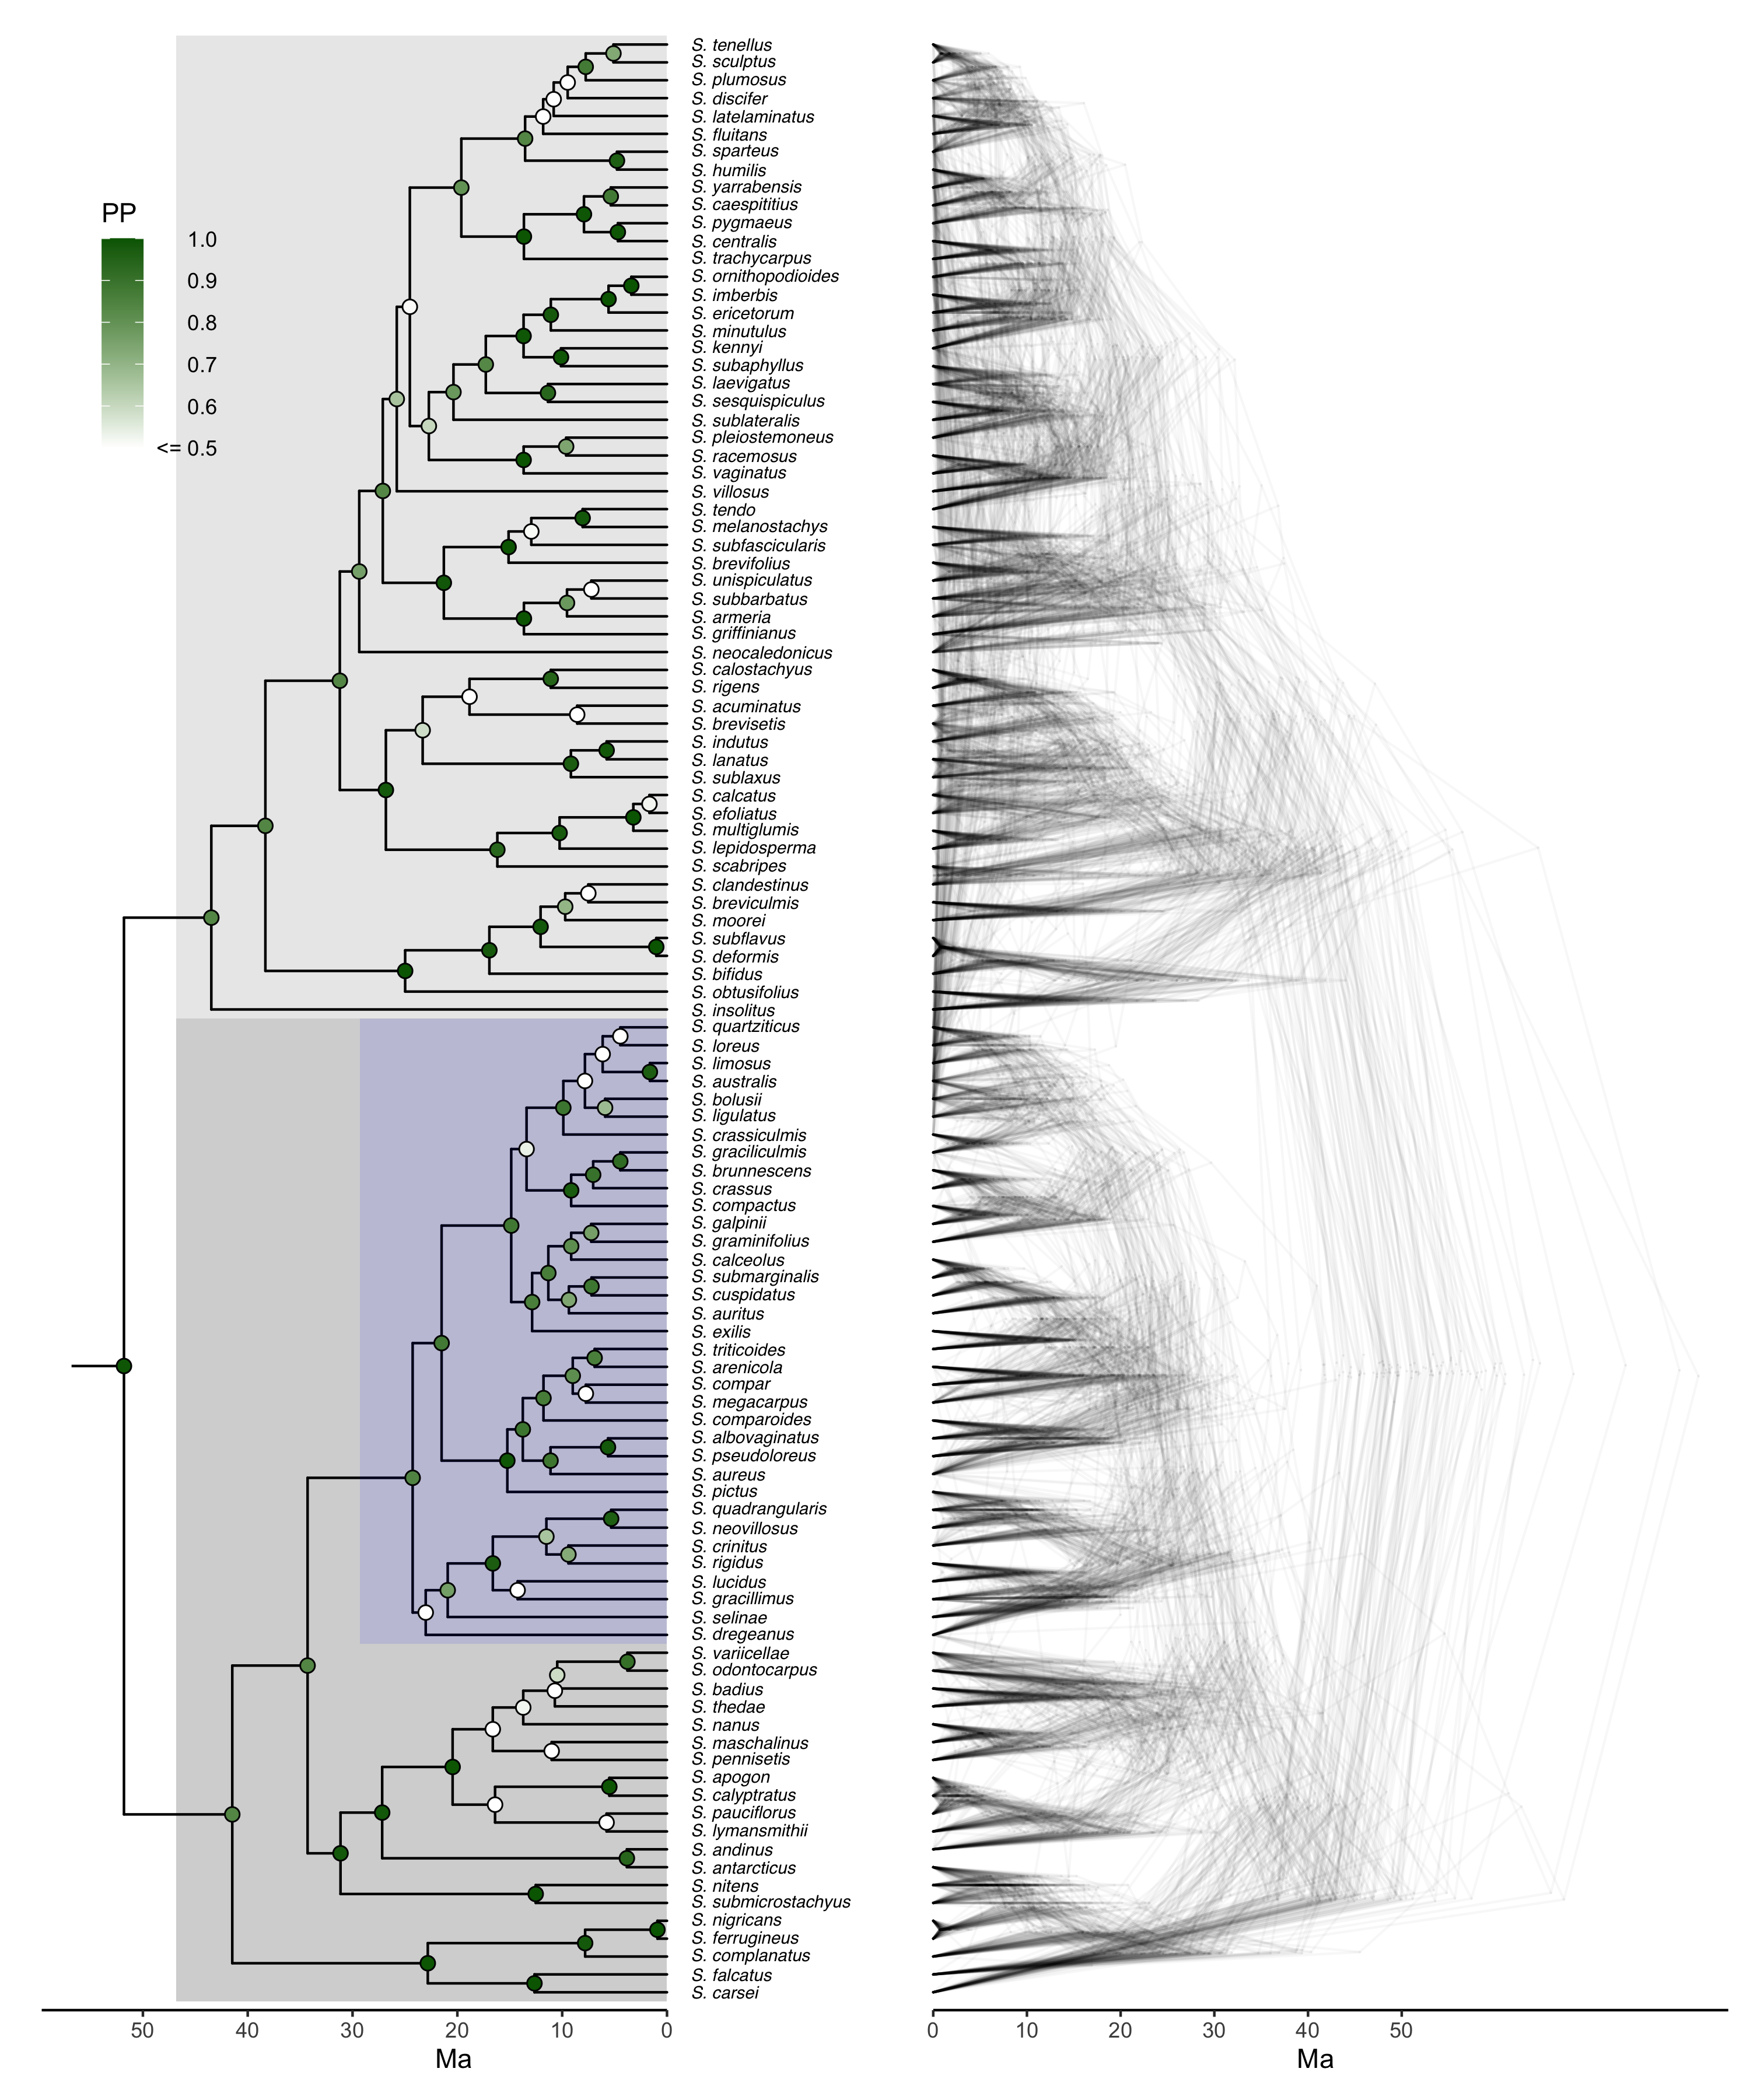 PP
1.0
0.9
0.8
0.7
0.6
<= 0.5
S. tenellus
S. sculptus
S. plumosus
S. discifer
S. latelaminatus
S. fluitans
S. sparteus
S. humilis
S. yarrabensis
S. caespititius
S. pygmaeus
S. centralis
S. trachycarpus
S. ornithopodioides
S. imberbis
S. ericetorum
S. minutulus
S. kennyi
S. subaphyllus
S. laevigatus
S. sesquispiculus
S. sublateralis
S. pleiostemoneus
S. racemosus
S. vaginatus
S. villosus
S. tendo
S. melanostachys
S. subfascicularis
S. brevifolius
S. unispiculatus
S. subbarbatus
S. armeria
S. griffinianus
S. neocaledonicus
S. calostachyus
S. rigens
S. acuminatus
S. brevisetis
S. indutus
S. lanatus
S. sublaxus
S. calcatus
S. efoliatus
S. multiglumis
S. lepidosperma
S. scabripes
S. clandestinus
S. breviculmis
S. moorei
S. subflavus
S. deformis
S. bifidus
S. obtusifolius
S. insolitus
S. quartziticus
S. loreus
S. limosus
S. australis
S. bolusii
S. ligulatus
S. crassiculmis
S. graciliculmis
S. brunnescens
S. crassus
S. compactus
S. galpinii
S. graminifolius
S. calceolus
S. submarginalis
S. cuspidatus
S. auritus
S. exilis
S. triticoides
S. arenicola
S. compar
S. megacarpus
S. comparoides
S. albovaginatus
S. pseudoloreus
S. aureus
S. pictus
S. quadrangularis
S. neovillosus
S. crinitus
S. rigidus
S. lucidus
S. gracillimus
S. selinae
S. dregeanus
S. variicellae
S. odontocarpus
S. badius
S. thedae
S. nanus
S. maschalinus
S. pennisetis
S. apogon
S. calyptratus
S. pauciflorus
S. lymansmithii
S. andinus
S. antarcticus
S. nitens
S. submicrostachyus
S. nigricans
S. ferrugineus
S. complanatus
S. falcatus
S. carsei
50 40 30 20 10 0
Ma
0 10 20 30 40 50
Ma